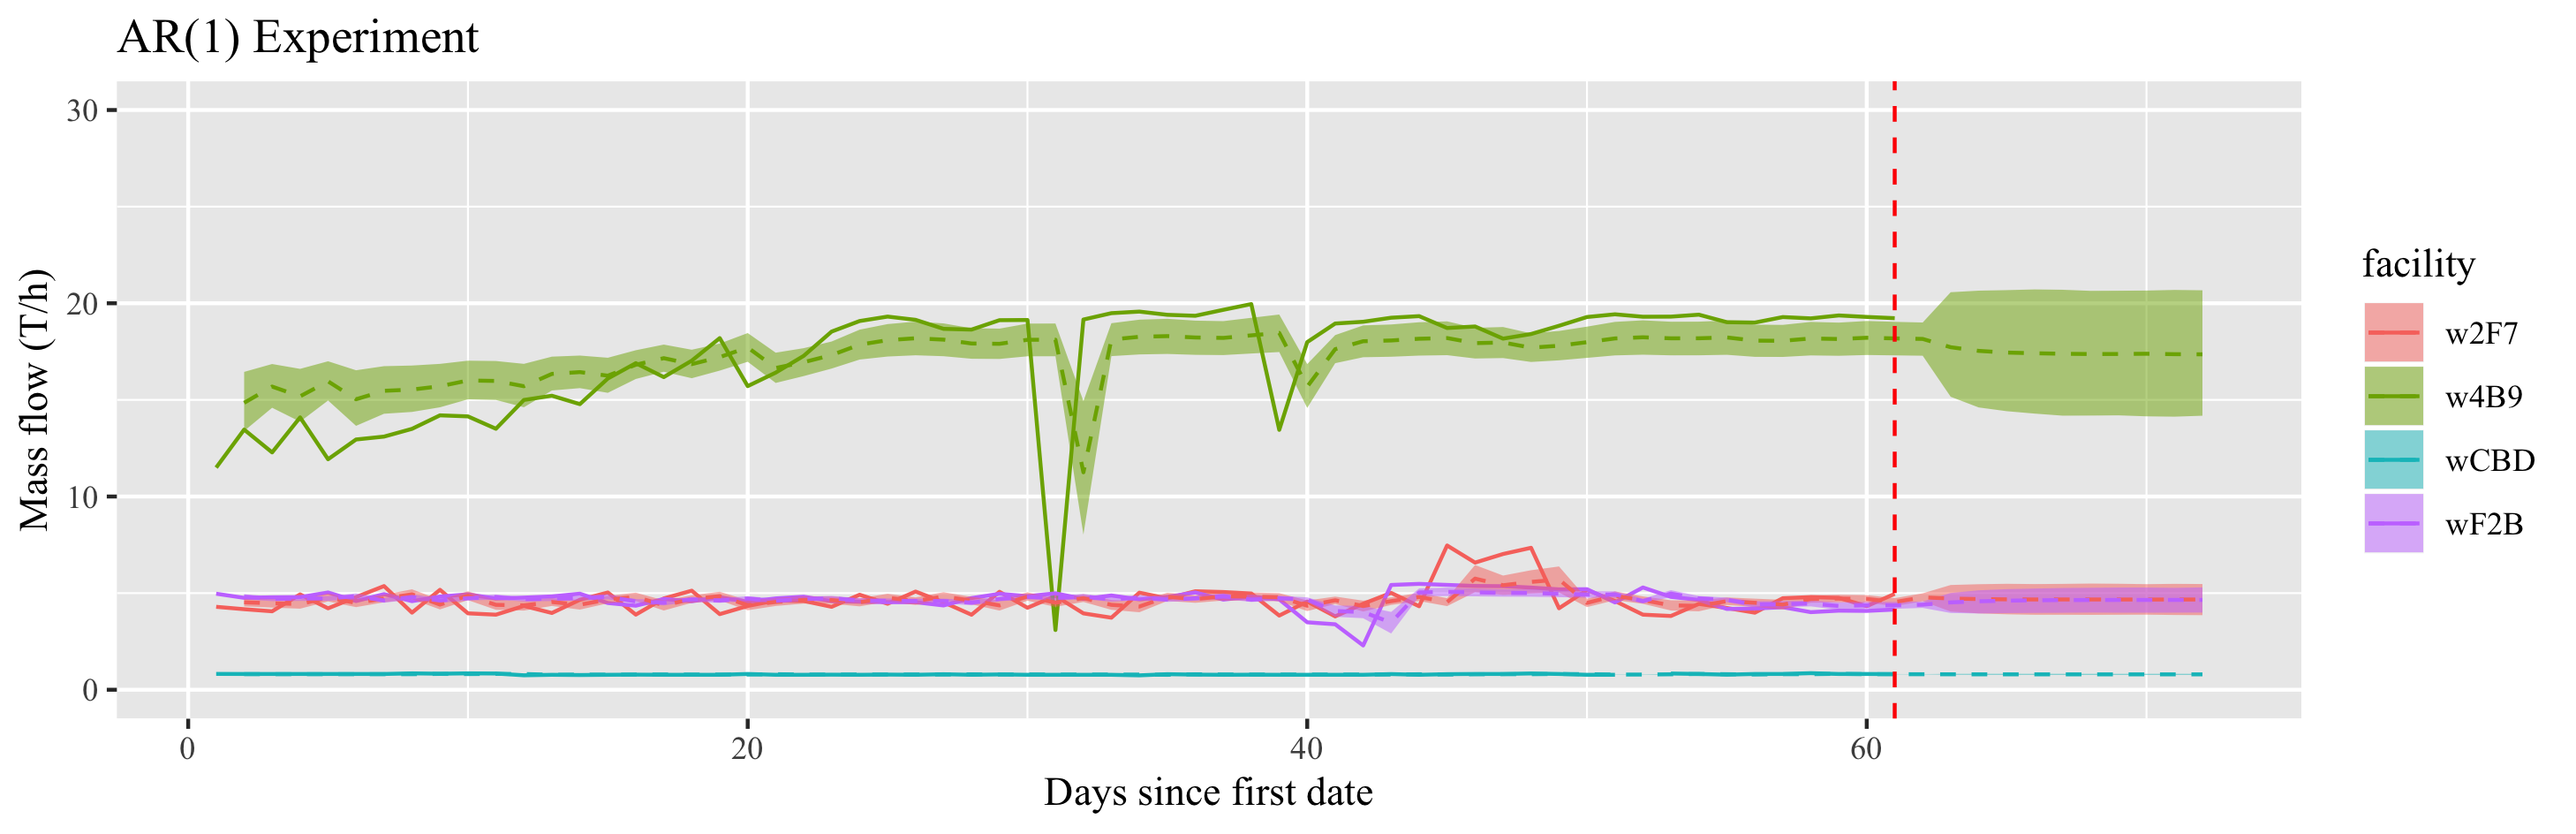 AR(1) Experiment
Mass flow (T/h)
30
20
10
0
0
20
40
60
Days since first date
facility
w2F7
w4B9
wCBD
wF2B